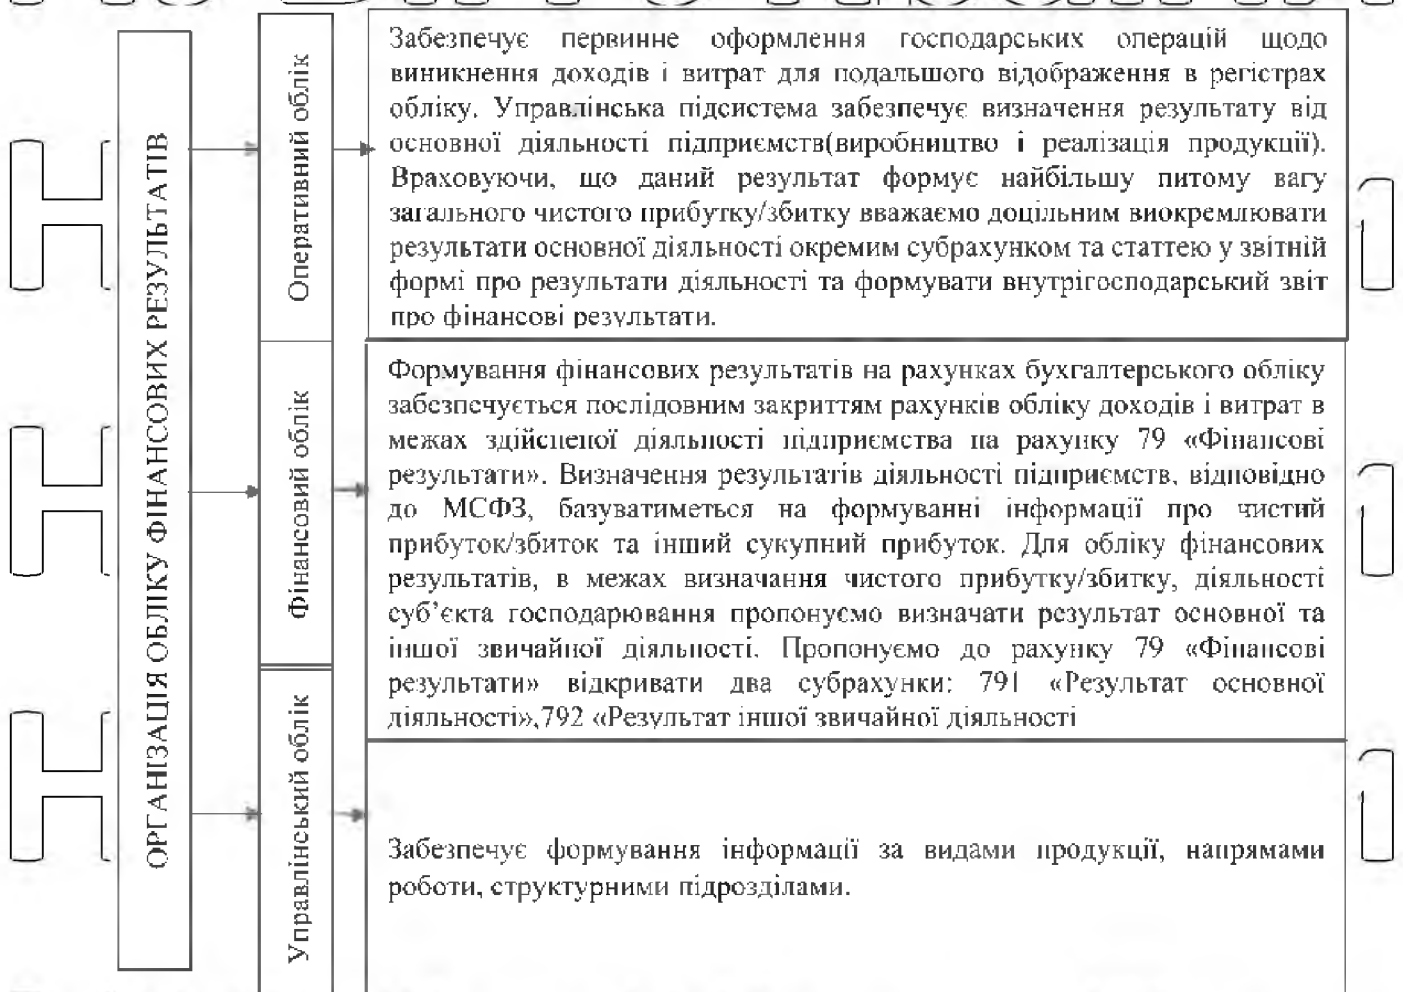 ОРГАНІЗАЦІЯ ОБЛІКУ ФІНАНСОВИХ РЕЗУЛЬТАТІВ
Оперативний облік
Забезпечує первинне оформлення господарських операцій щодо
виникнення доходів і витрат для подальшого відображення в регістрах
обліку. Управлінська підсистема забезпечує визначення результату від
основної діяльності підприємств(виробництво і реалізація продукції).
Враховуючи, що даний результат формує найбільшу питому вагу
загального чистого прибутку/збитку вважаємо доцільним виокремлювати
результати основної діяльності окремим субрахунком та статтею у звітній
формі про результати діяльності та формувати внутрігосподарський звіт
про фінансові результати.
Фінансовий облік
Формування фінансових результатів на рахунках бухгалтерського обліку
забезпечується послідовним закриттям рахунків обліку доходів і витрат в
межах здійсненої діяльності підприємства на рахунку 79 «Фінансові
результати». Визначення результатів діяльності підприємств, відповідно
до МСФЗ, базуватиметься на формуванні інформації про чистий
прибуток/збиток та інший сукупний прибуток. Для обліку фінансових
результатів, в межах визначання чистого прибутку/збитку, діяльності
суб’єкта господарювання пропонуємо визначати результат основної та
іншої звичайної діяльності. Пропонуємо до рахунку 79 «Фінансові
результати» відкривати два субрахунки: 791 «Результат основної
діяльності»,792 «Результат іншої звичайної діяльності
Управлінський облік
Забезпечує формування інформації за видами продукції, напрямами
роботи, структурними підрозділами.